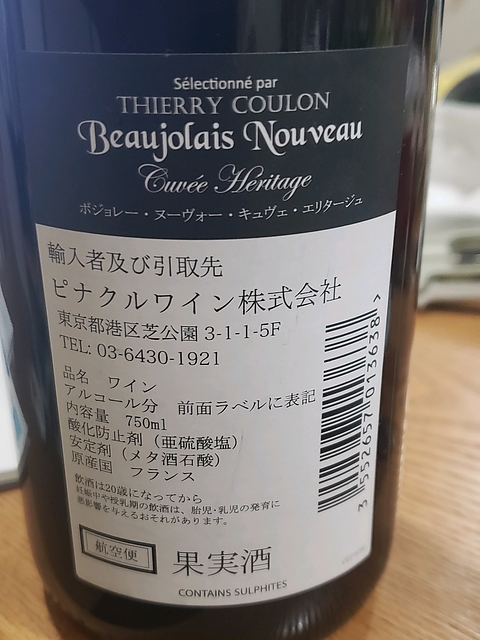 Sélectionné par
THIERRY COULON
Beaujolais Nouveau
Cuvée Héritage
ボジョレー・ヌーヴォー・キュヴェ・エリタージュ
輸入者及び引取先
ピナクルワイン株式会社
東京都港区芝公園 3-1-1-5F
TEL: 03-6430-1921
品名 ワイン
アルコール分 前面ラベルに表記
内容量 750ml
酸化防止剤（亜硫酸塩）
安定剤（メタ酒石酸）
原産国 フランス
飲酒は20歳になってから
妊娠中や授乳期の飲酒は、胎児・乳児の発育に
悪影響を与えるおそれがあります。
航空便
果実酒
CONTAINS SULPHITES
3 552657 013638 >